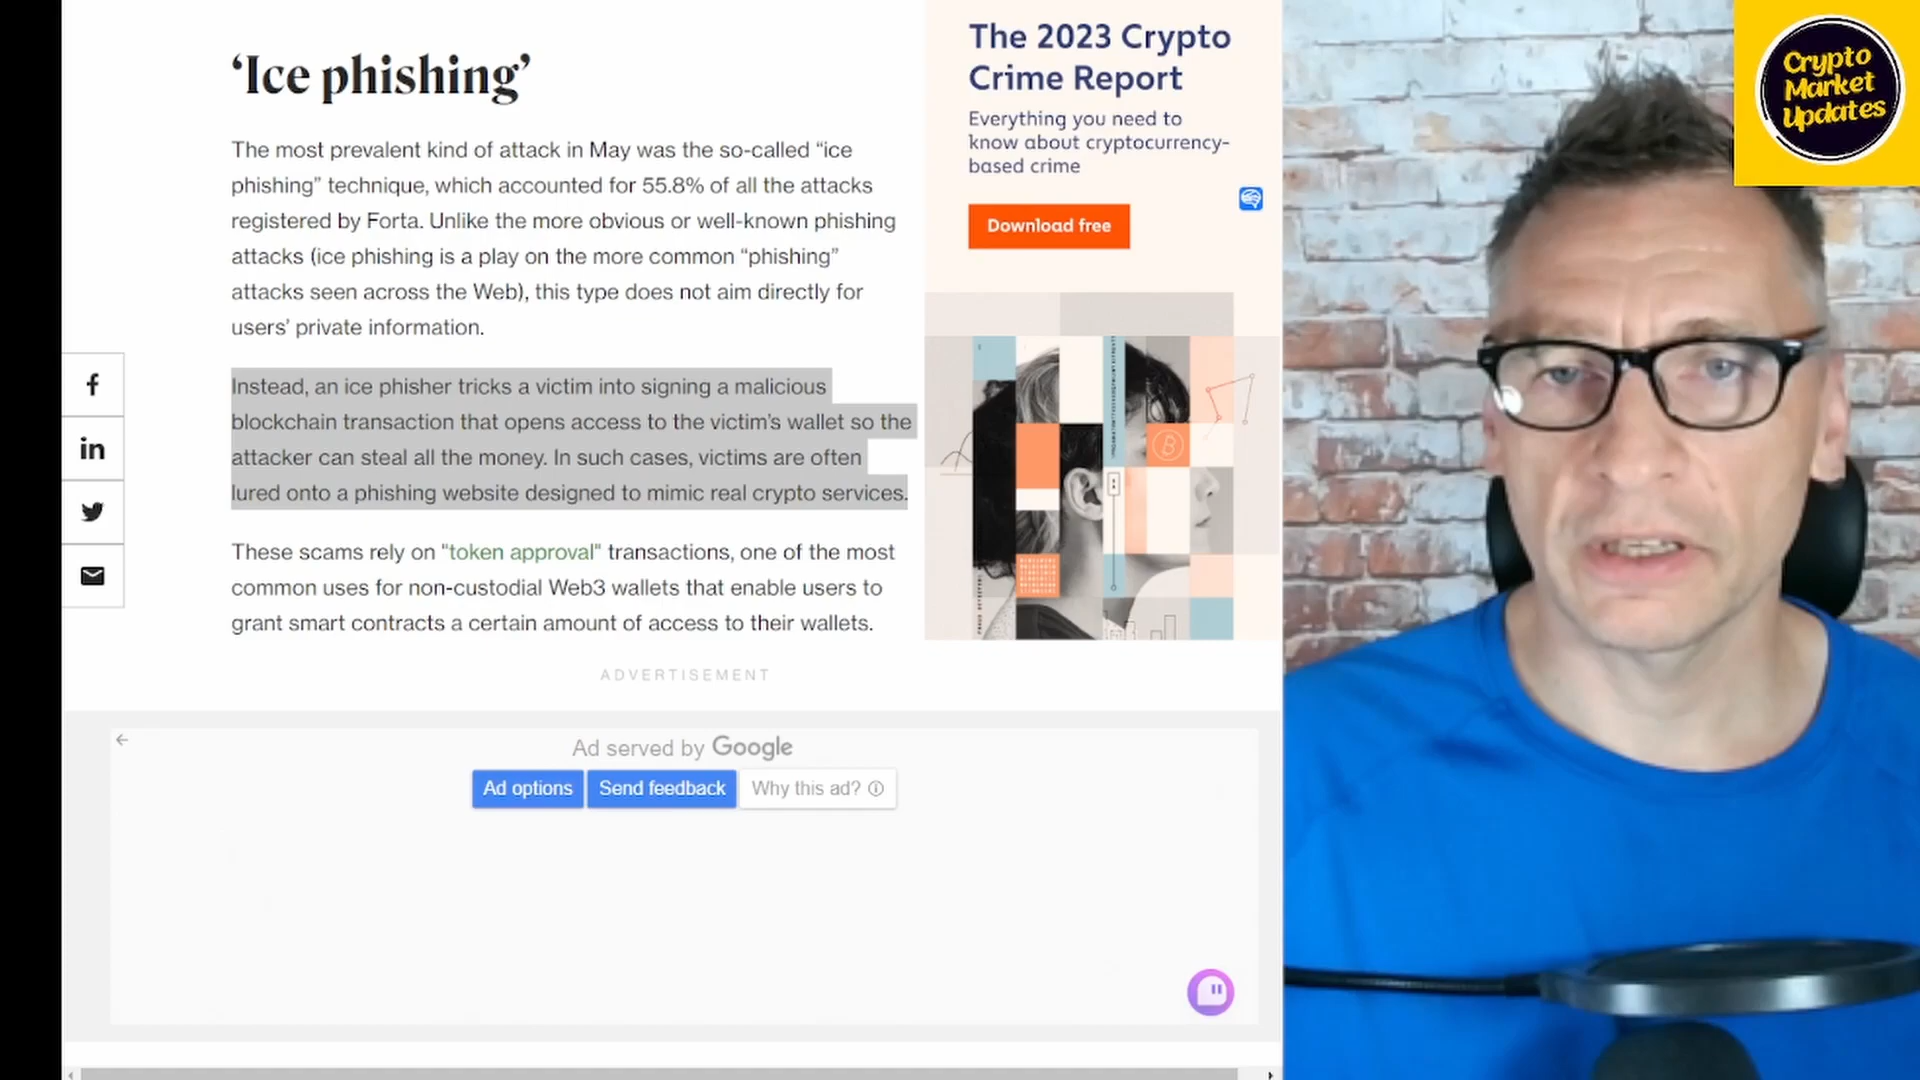 ‘Ice phishing’
The most prevalent kind of attack in May was the so-called “ice
phishing” technique, which accounted for 55.8% of all the attacks
registered by Forta. Unlike the more obvious or well-known phishing
attacks (ice phishing is a play on the more common “phishing”
attacks seen across the Web), this type does not aim directly for
users’ private information.
Instead, an ice phisher tricks a victim into signing a malicious
blockchain transaction that opens access to the victim’s wallet so the
attacker can steal all the money. In such cases, victims are often
lured onto a phishing website designed to mimic real crypto services.
These scams rely on "token approval" transactions, one of the most
common uses for non-custodial Web3 wallets that enable users to
grant smart contracts a certain amount of access to their wallets.
ADVERTISEMENT
Ad served by Google
Ad options
Send feedback
Why this ad?
The 2023 Crypto
Crime Report
Everything you need to
know about cryptocurrency-
based crime
Download free
Crypto
Market
Updates